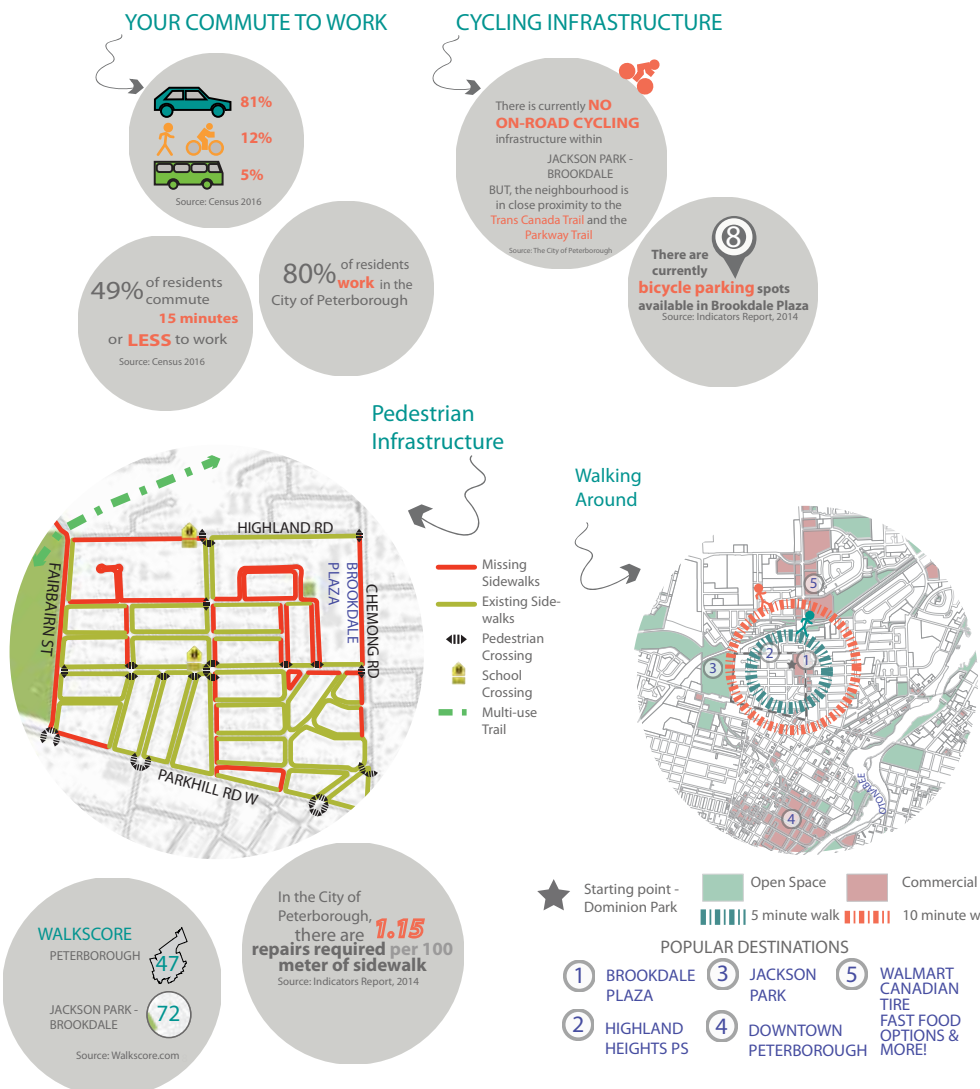 YOUR COMMUTE TO WORK
81%
12%
5%
Source: Census 2016
49% of residents
commute
15 minutes
or LESS to work
Source: Census 2016
80% of residents
work in the
City of Peterborough
CYCLING INFRASTRUCTURE
There is currently NO
ON-ROAD CYCLING
infrastructure within
JACKSON PARK -
BROOKDALE
BUT, the neighbourhood is
in close proximity to the
Trans Canada Trail and the
Parkway Trail
Source: The City of Peterborough
8
There are
currently
bicycle parking spots
available in Brookdale Plaza
Source: Indicators Report, 2014
Pedestrian
Infrastructure
HIGHLAND RD
FAIRBAIRN ST
BROOKDALE
PLAZA
CHEMONG RD
PARKHILL RD W
Missing
Sidewalks
Existing Side-
walks
Pedestrian
Crossing
School
Crossing
Multi-use
Trail
Walking
Around
5
2
1
3
4
OTONABEE
WALKSCORE
PETERBOROUGH
47
JACKSON PARK -
BROOKDALE
72
Source: Walkscore.com
In the City of
Peterborough,
there are 1.15
repairs required per 100
meter of sidewalk
Source: Indicators Report, 2014
Starting point -
Dominion Park
Open Space
Commercial
5 minute walk
10 minute w
POPULAR DESTINATIONS
1 BROOKDALE
PLAZA
2 HIGHLAND
HEIGHTS PS
3 JACKSON
PARK
4 DOWNTOWN
PETERBOROUGH
5 WALMART
CANADIAN
TIRE
FAST FOOD
OPTIONS &
MORE!